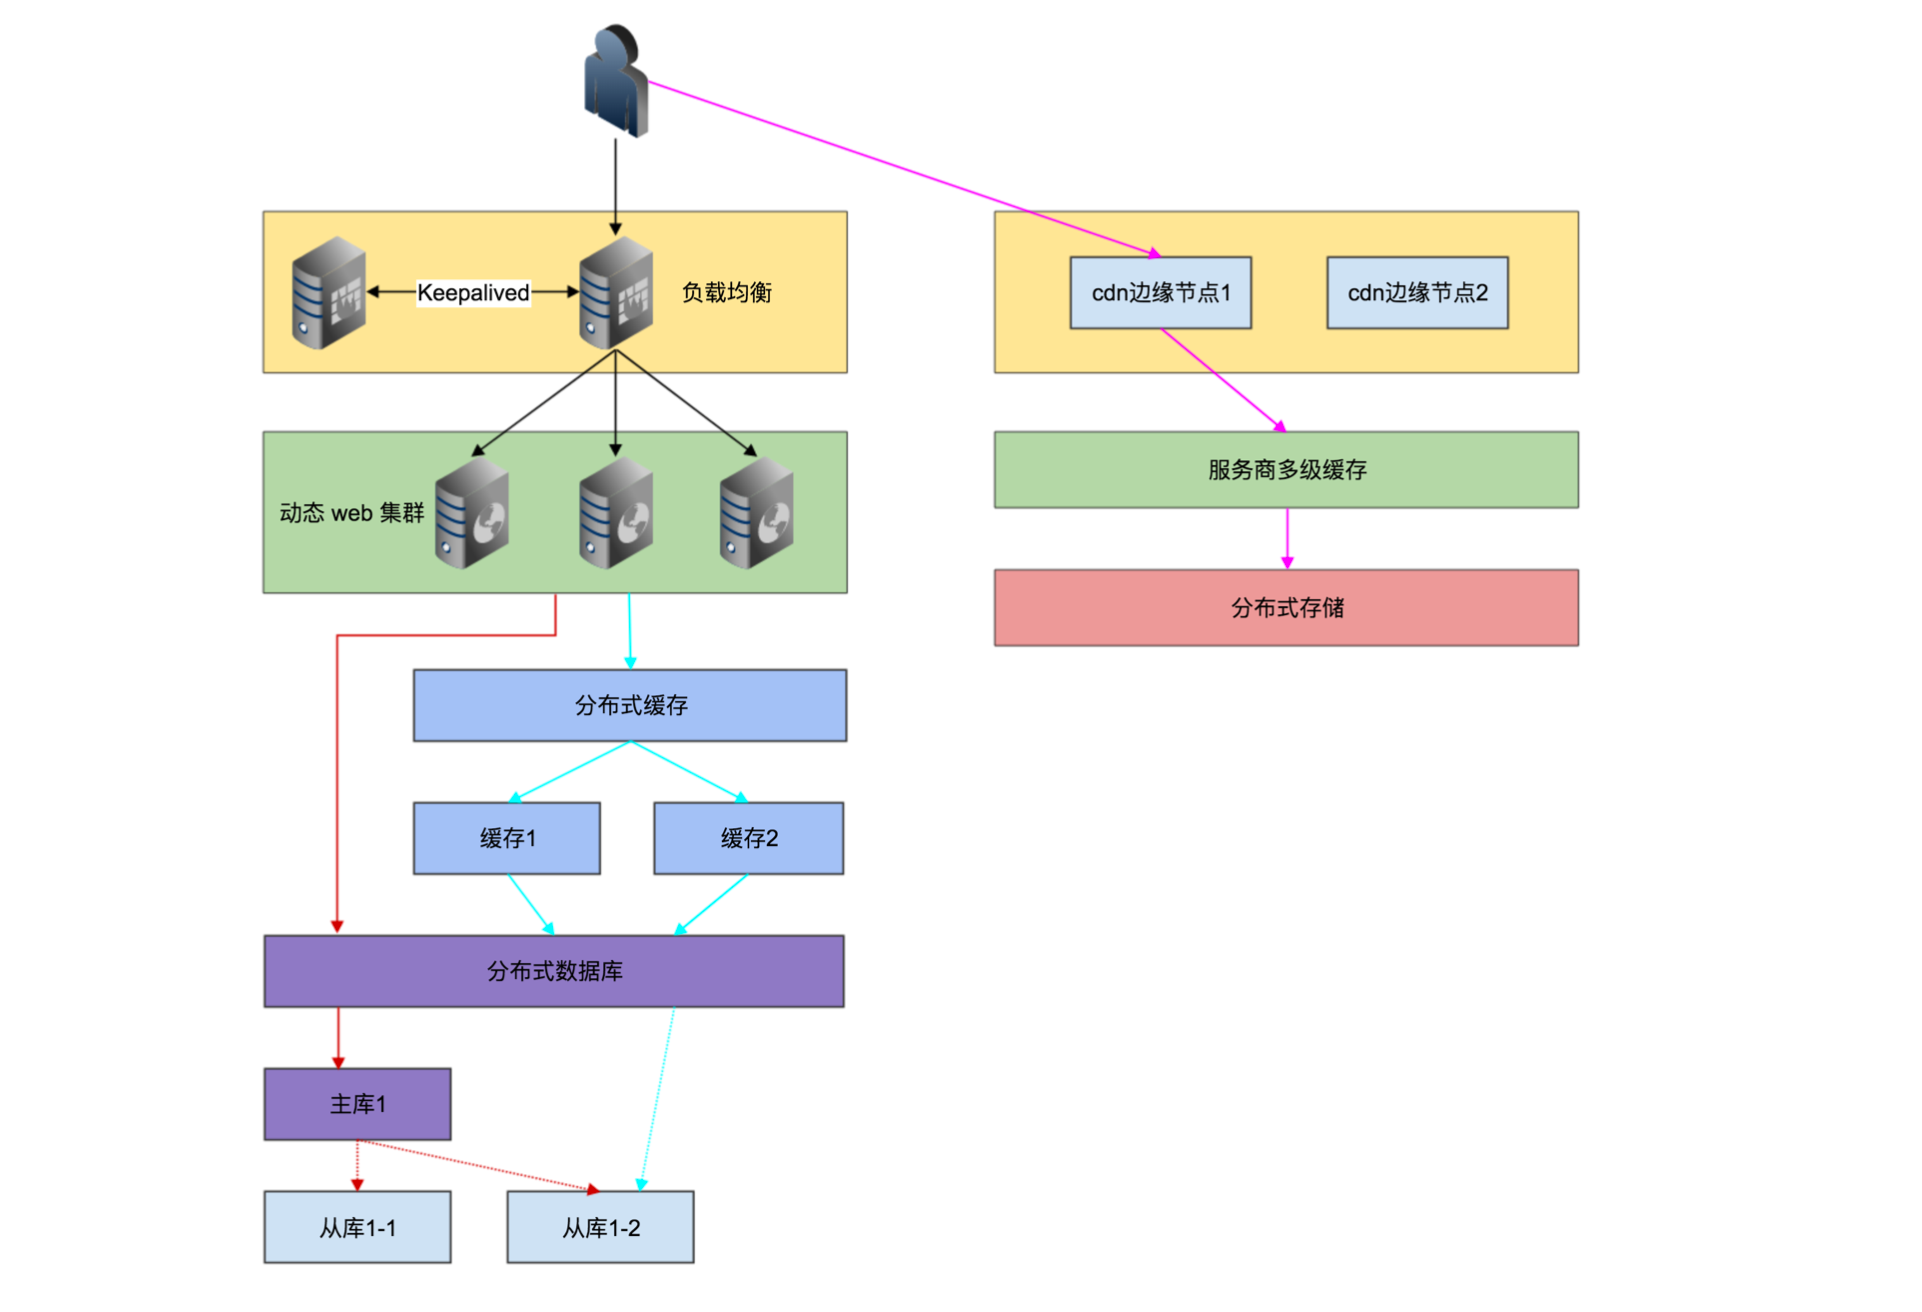 Keepalived
负载均衡
cdn边缘节点1
cdn边缘节点2
动态 web 集群
服务商多级缓存
分布式存储
分布式缓存
缓存1
缓存2
分布式数据库
主库1
从库1-1
从库1-2